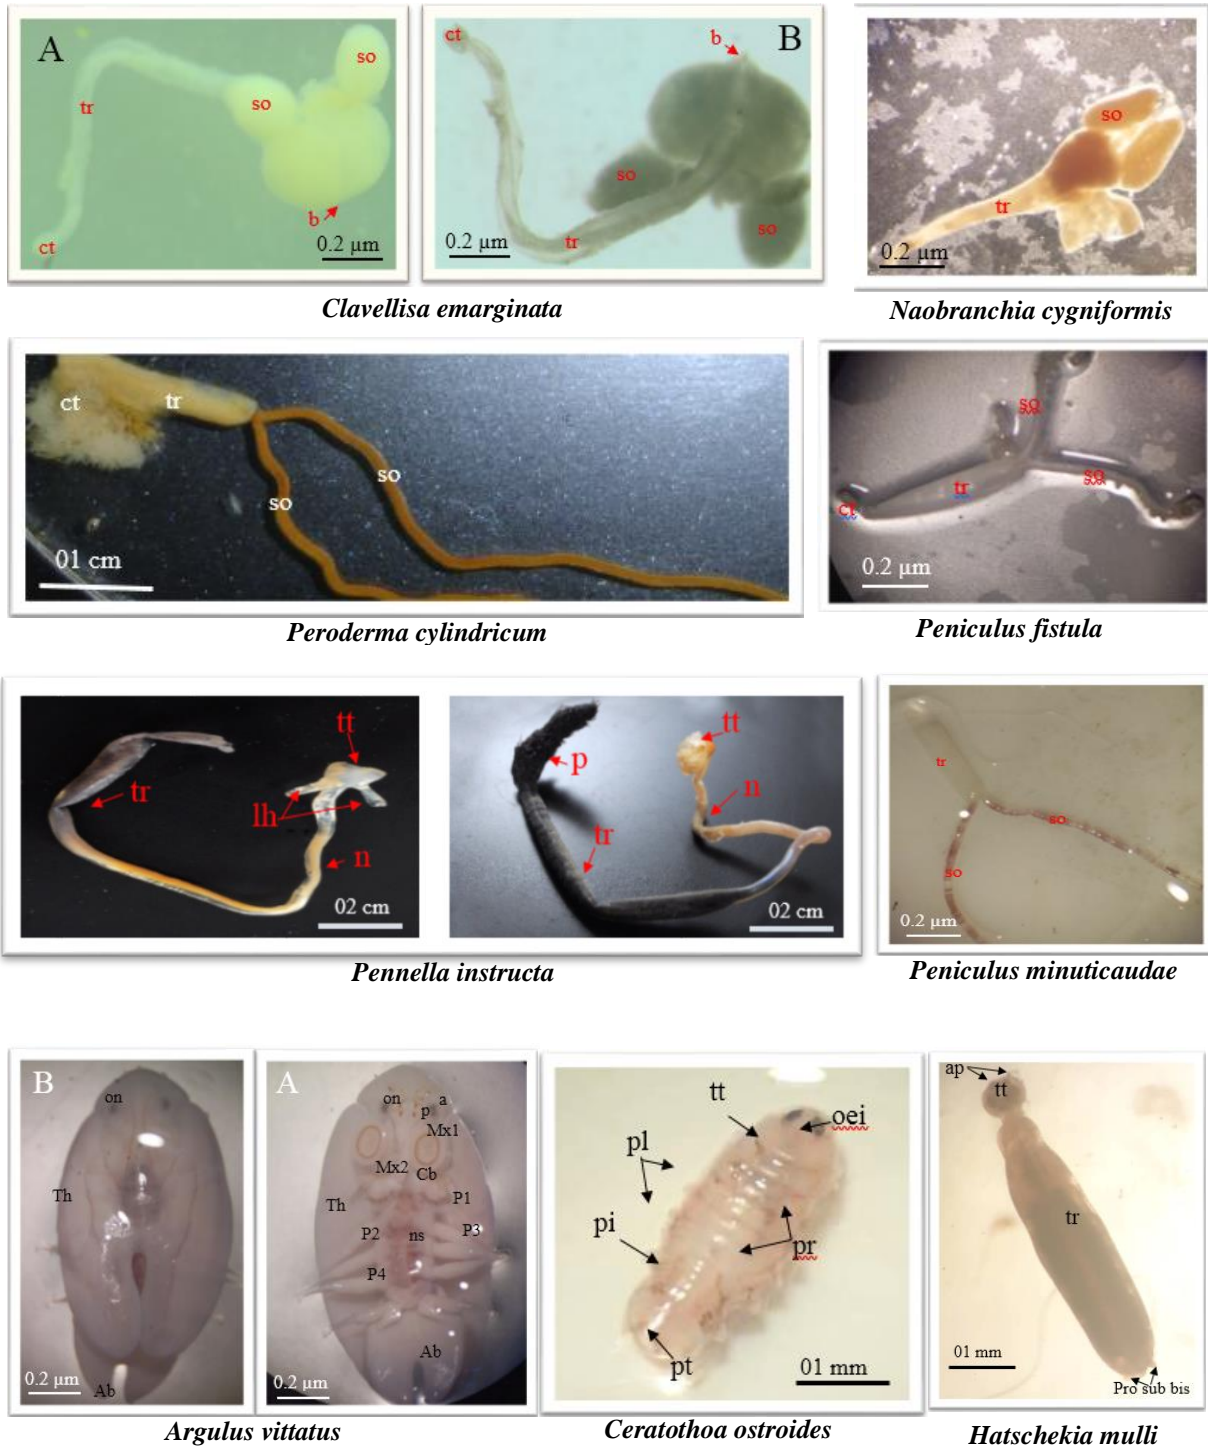 A
so
so
tr
b
ct
0.2 µm
ct
b
B
so
tr
so
0.2 µm
so
tr
0.2 µm
Clavellisa emarginata
Naobranchia cygniformis
ct
tr
so
so
01 cm
so
so
tr
ct
0.2 µm
Peroderma cylindricum
Peniculus fistula
tt
tr
lh
n
02 cm
tt
p
n
tr
02 cm
tr
so
so
0.2 µm
Pennella instructa
Peniculus minuticaudae
B
on
Th
0.2 µm
Ab
A
on
a
p
Mx1
Mx2
Cb
Th
P1
P2
ns
P3
P4
Ab
0.2 µm
tt
oei
pl
pi
pr
pt
01 mm
ap
tt
tr
01 mm
Pro sub bis
Argulus vittatus
Ceratothoa ostroides
Hatschekia mulli